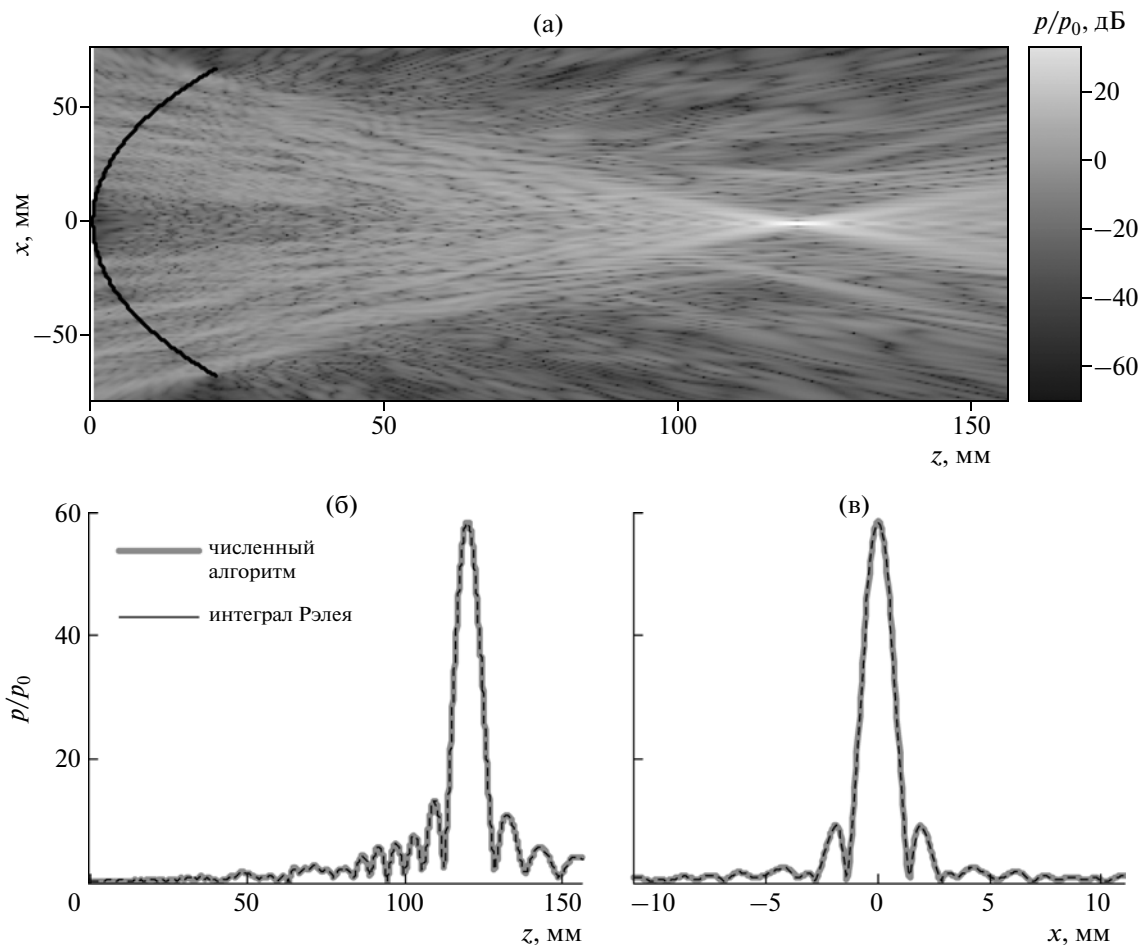 (а)
p/p0, дБ
50
0
−50
x, мм
20
0
−20
−40
−60
0
50
100
150
z, мм
(б)
(в)
60
40
20
0
p/p0
численный
алгоритм
интеграл Рэлея
50
100
150
z, мм
−10
−5
0
5
10
x, мм